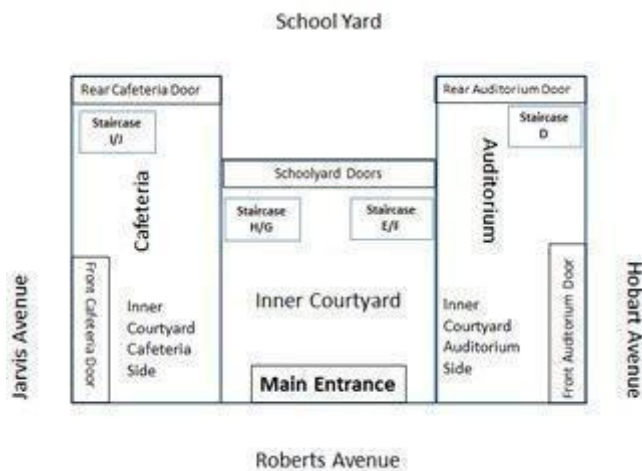 School Yard
Rear Cafeteria Door
Rear Auditorium Door
Staircase
I/J
Staircase
D
Cafeteria
Auditorium
Schoolyard Doors
Staircase
H/G
Staircase
E/F
Jarvis Avenue
Front Cafeteria Door
Inner
Courtyard
Cafeteria
Side
Inner Courtyard
Inner
Courtyard
Auditorium
Side
Front Auditorium Door
Hobart Avenue
Main Entrance
Roberts Avenue